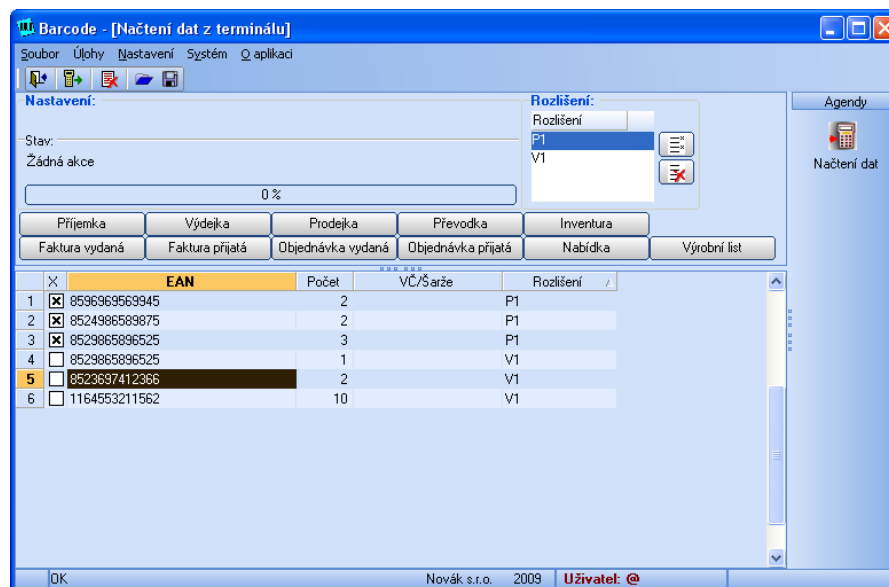 Barcode - [Načtení dat z terminálu]
Soubor Úlohy Nastavení Systém O aplikaci
Nastavení:
Stav:
Žádná akce
0 %
Rozlišení:
Rozlišení
P1
V1
Agendy
Načtení dat
Příjemka Výdejka Prodejka Převodka Inventura
Faktura vydaná Faktura přijatá Objednávka vydaná Objednávka přijatá Nabídka Výrobní list
X EAN Počet VČ/Šarže Rozlišení
1 8596969569945 2 P1
2 8524986589875 2 P1
3 8529865896525 3 P1
4 8529865896525 1 V1
5 8523697412366 2 V1
6 1164553211562 10 V1
OK Novák s.r.o. 2009 Uživatel: @